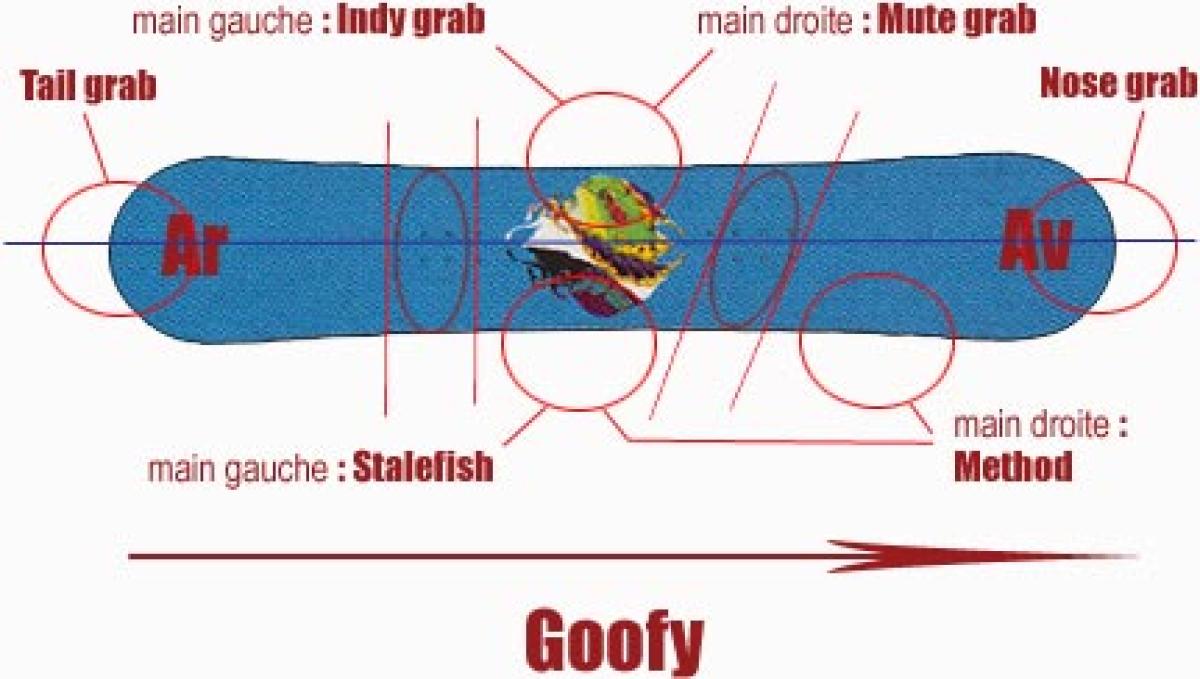 main gauche : Indy grab
main droite : Mute grab
Tail grab
Nose grab
Ar
Av
main droite :
Method
main gauche : Stalefish
Goofy